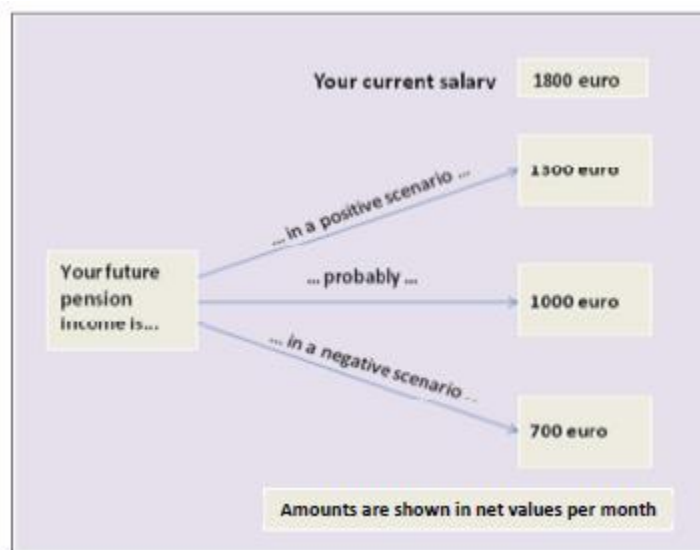 Your current salary
1800 euro
1300 euro
... in a positive scenario ...
Your future
pension
income is...
... probably ...
1000 euro
... in a negative scenario ...
700 euro
Amounts are shown in net values per month